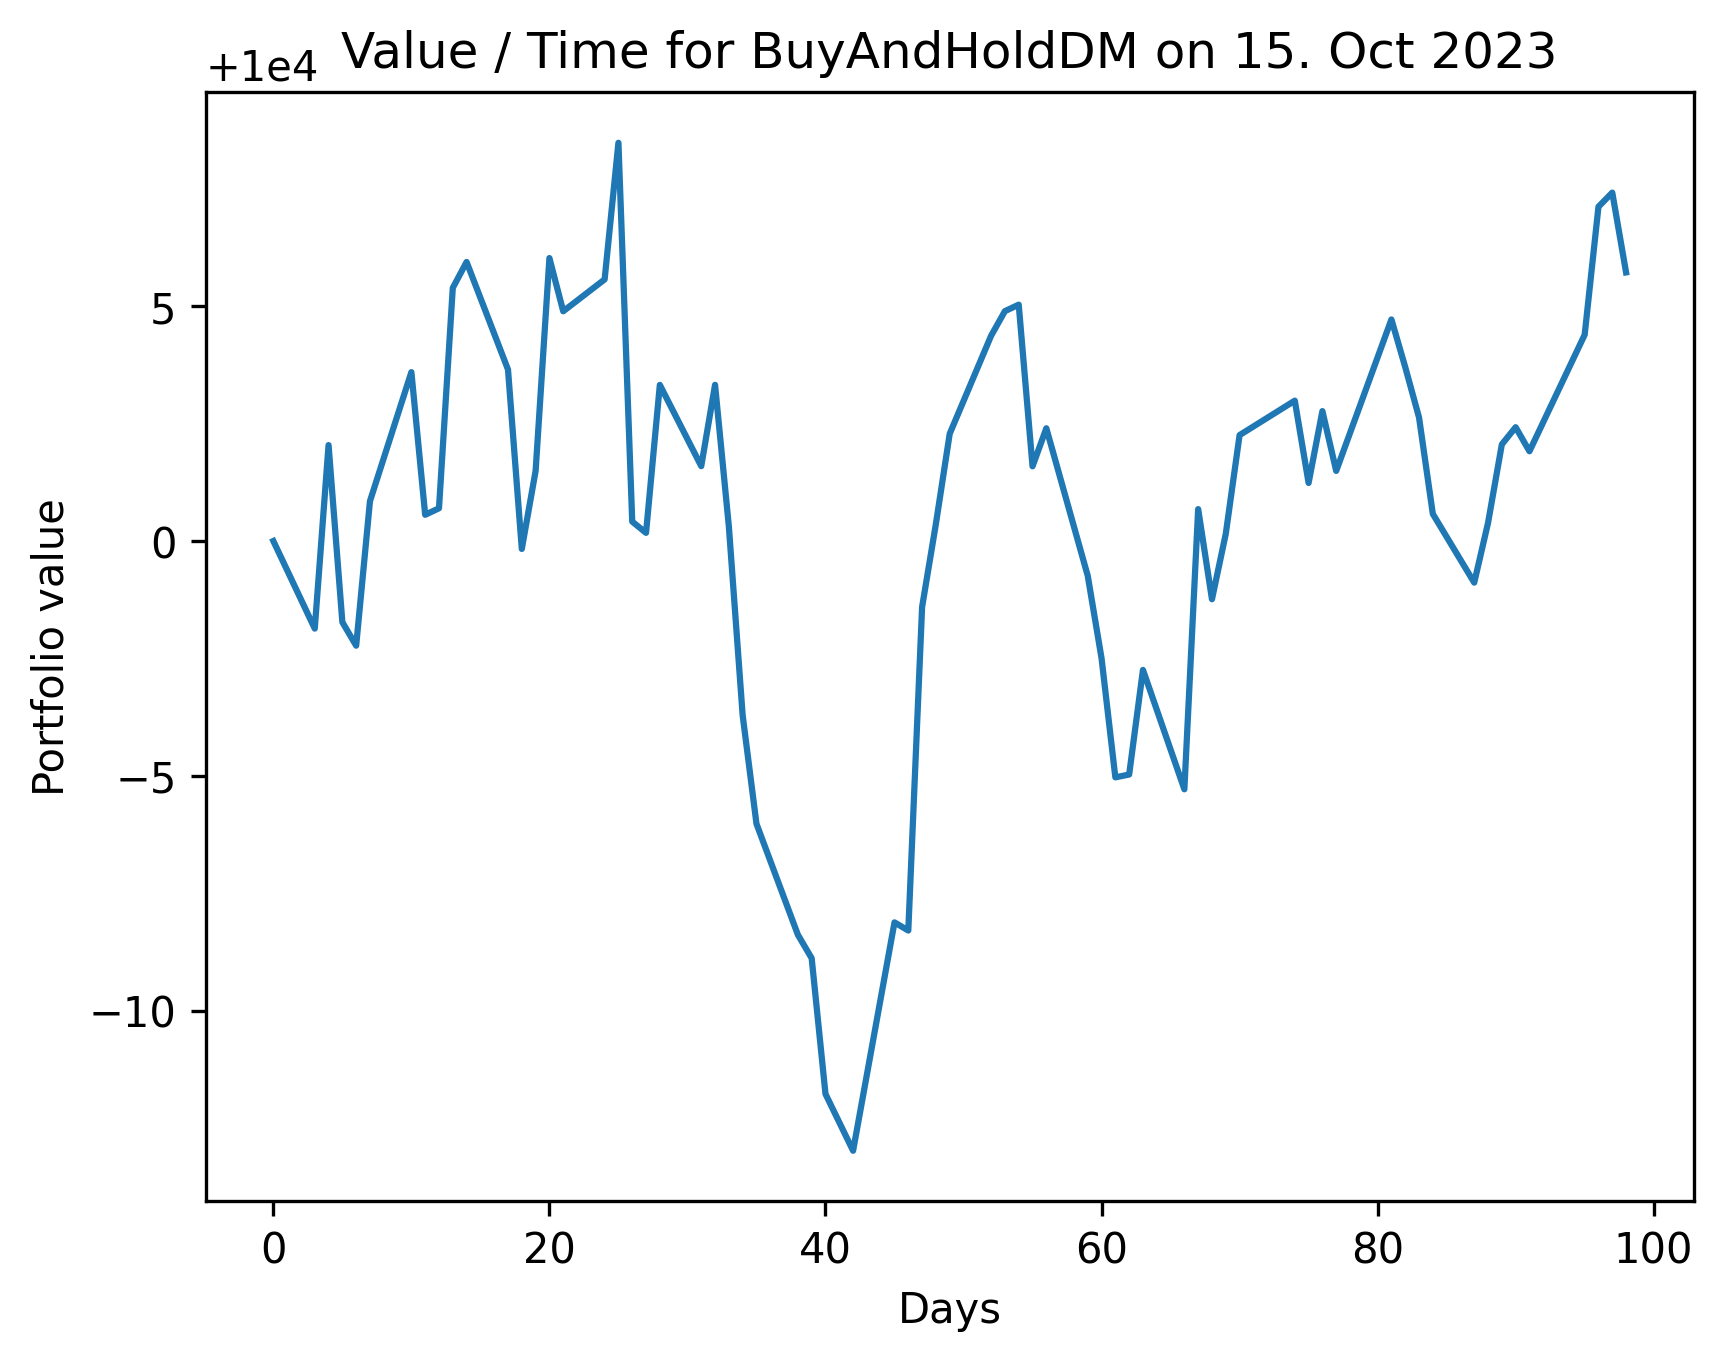 Value / Time for BuyAndHoldDM on 15. Oct 2023
+1e4
Portfolio value
5
0
−5
−10
0 20 40 60 80 100
Days